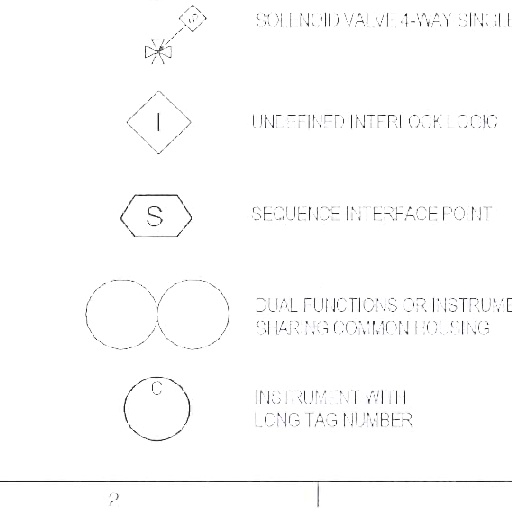 S
SOLENOID VALVE 4-WAY SINGLE
I
UNDEFINED INTERLOCK LOGIC
S
SEQUENCE INTERFACE POINT
DUAL FUNCTIONS OR INSTRUME
SHARING COMMON HOUSING
C
INSTRUMENT WITH
LONG TAG NUMBER
2